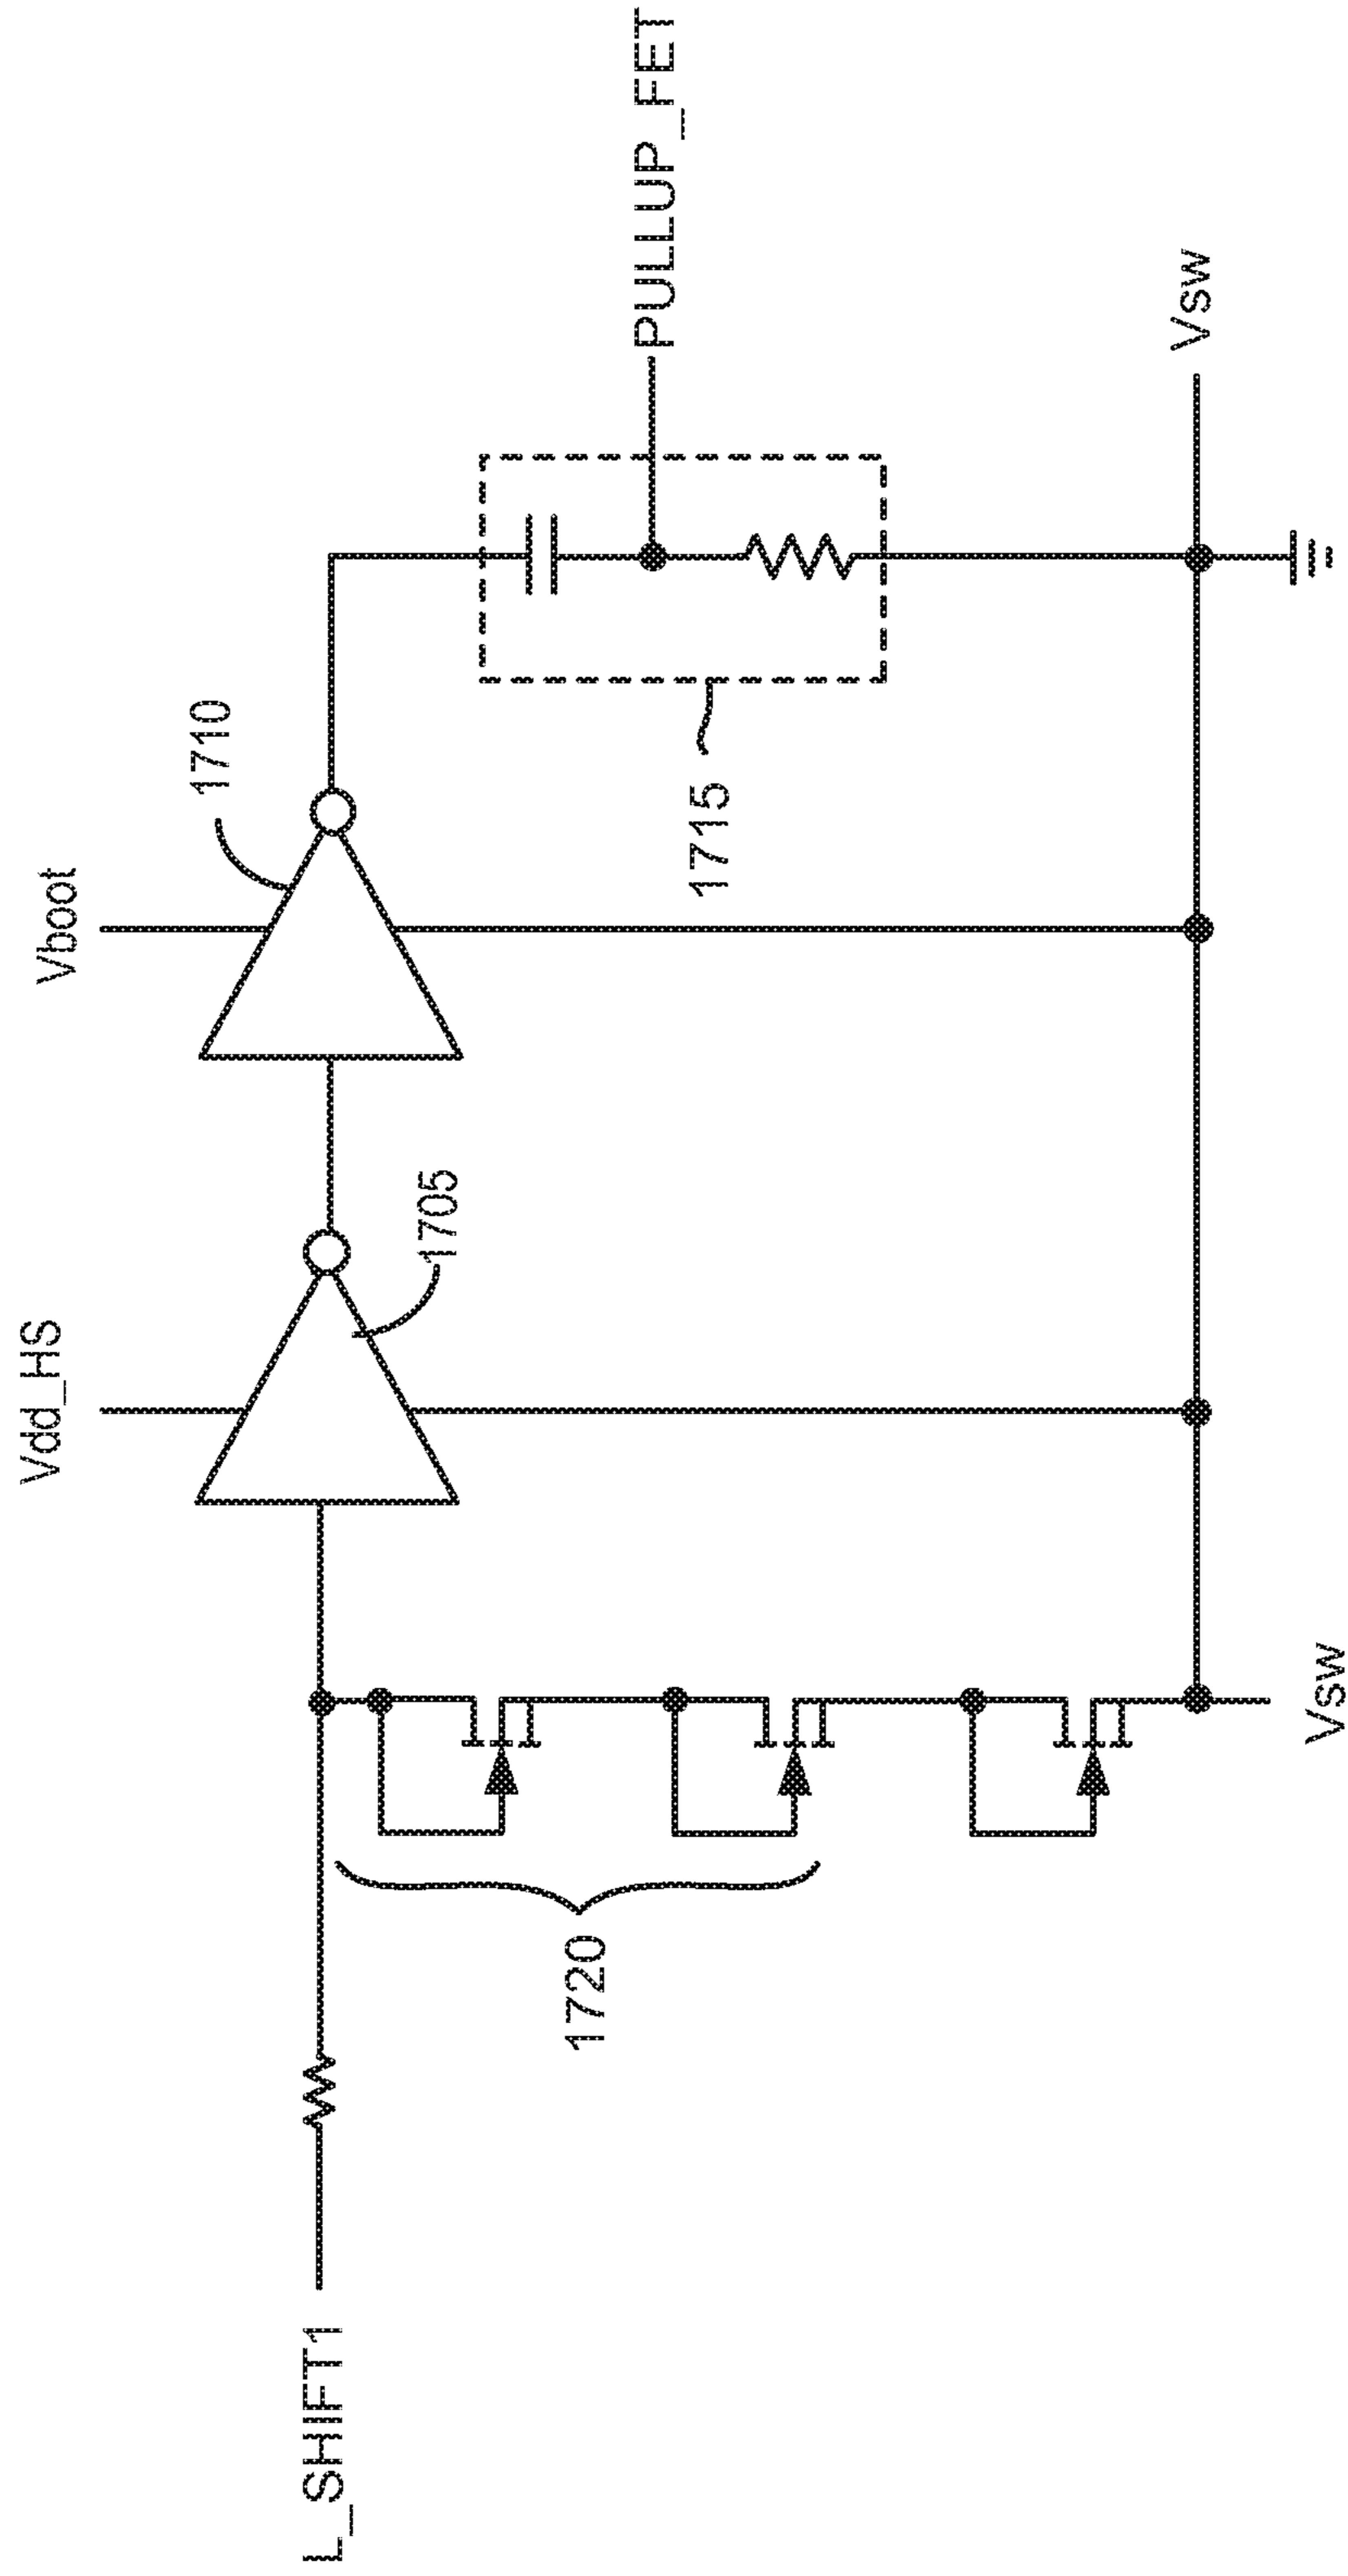 Vdd_HS
Vboot
1710
1705
L_SHIFT1
1720
1715
PULLUP_FET
Vsw
Vsw